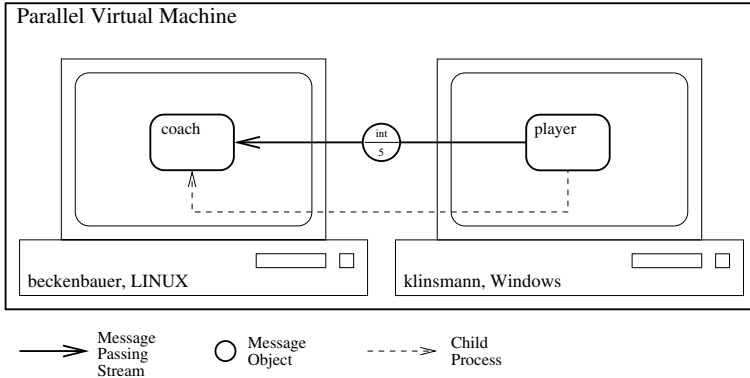 Parallel Virtual Machine
coach
int
5
player
beckenbauer, LINUX
klinsmann, Windows
Message
Passing
Stream
Message
Object
Child
Process